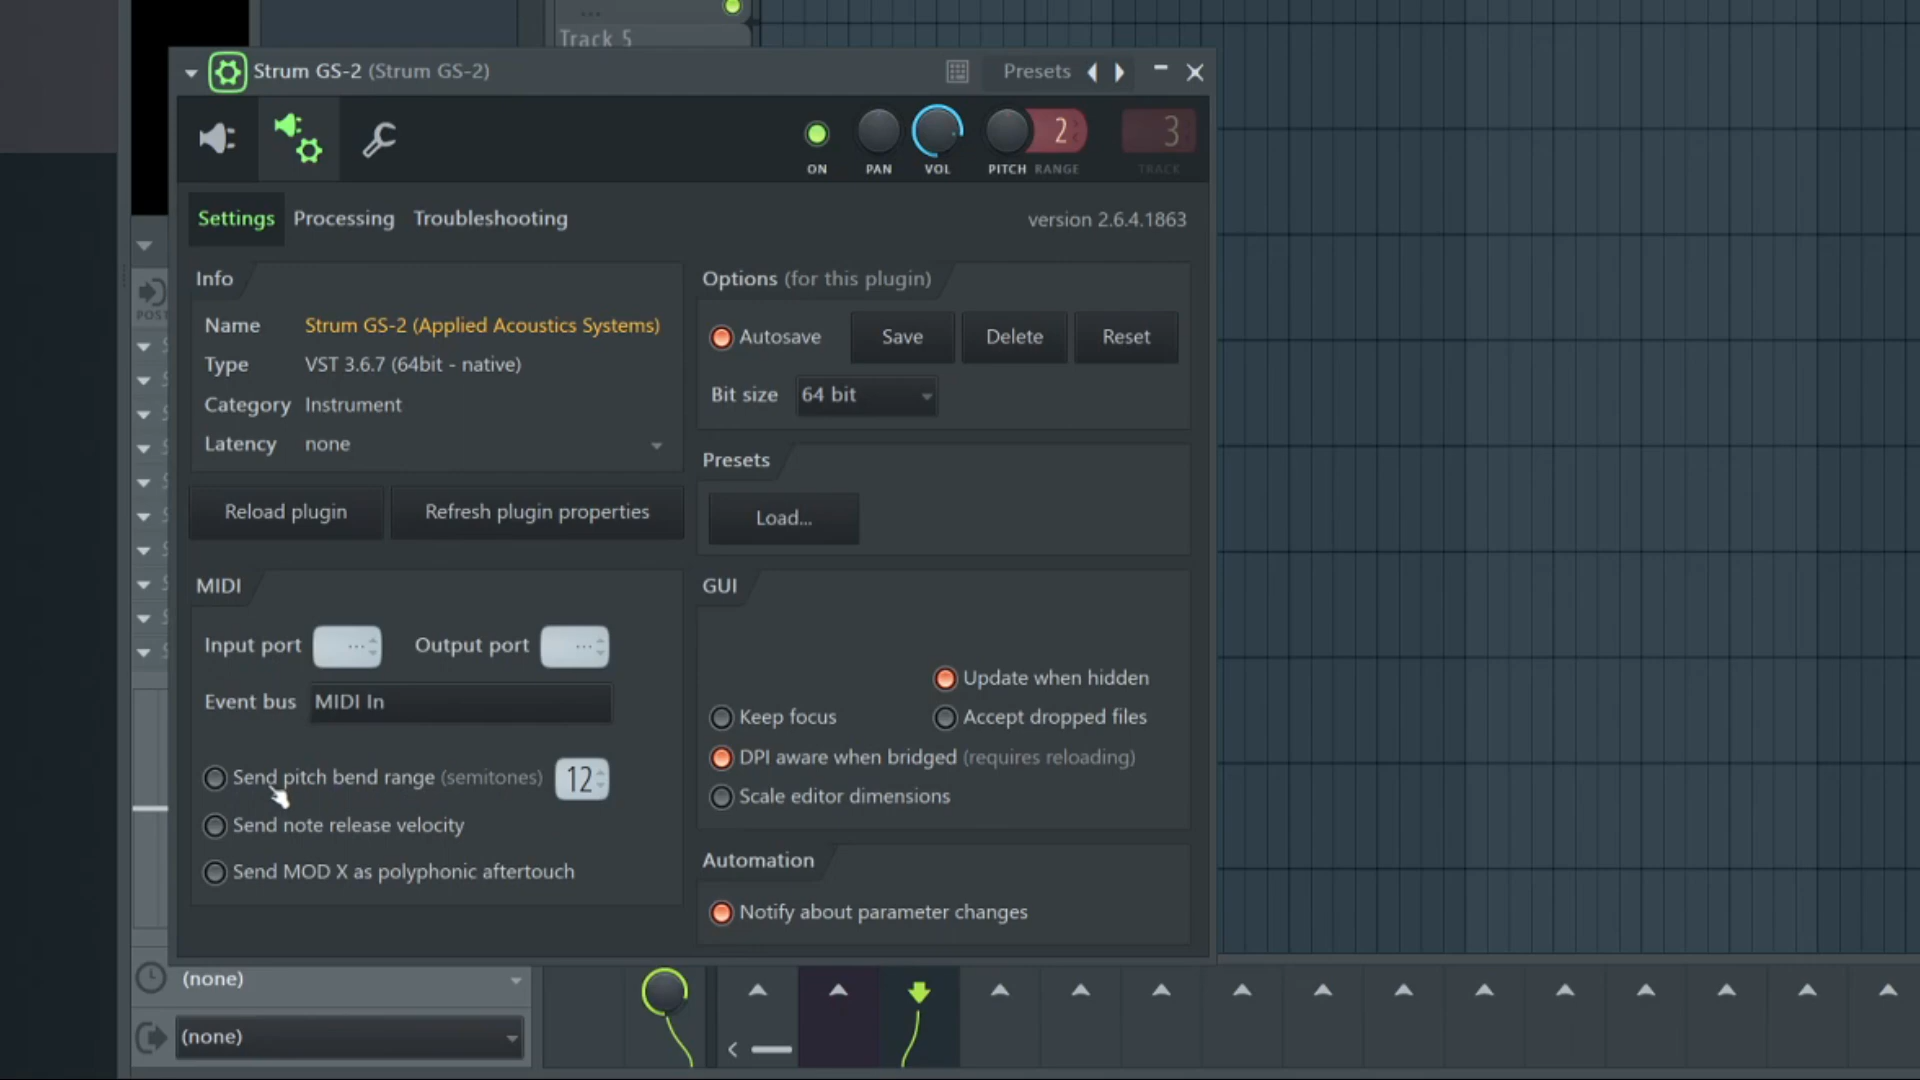 ...
Track 5
Strum GS-2 (Strum GS-2)
Presets
2
3
ON
PAN
VOL
PITCH RANGE
TRACK
Settings
Processing
Troubleshooting
version 2.6.4.1863
Info
Name
Strum GS-2 (Applied Acoustics Systems)
Type
VST 3.6.7 (64bit - native)
Category
Instrument
Latency
none
Reload plugin
Refresh plugin properties
Options (for this plugin)
Autosave
Save
Delete
Reset
Bit size
64 bit
Presets
Load...
MIDI
Input port
...
Output port
...
Event bus
MIDI In
Send pitch bend range (semitones)
12
Send note release velocity
Send MOD X as polyphonic aftertouch
GUI
Update when hidden
Keep focus
Accept dropped files
DPI aware when bridged (requires reloading)
Scale editor dimensions
Automation
Notify about parameter changes
(none)
(none)